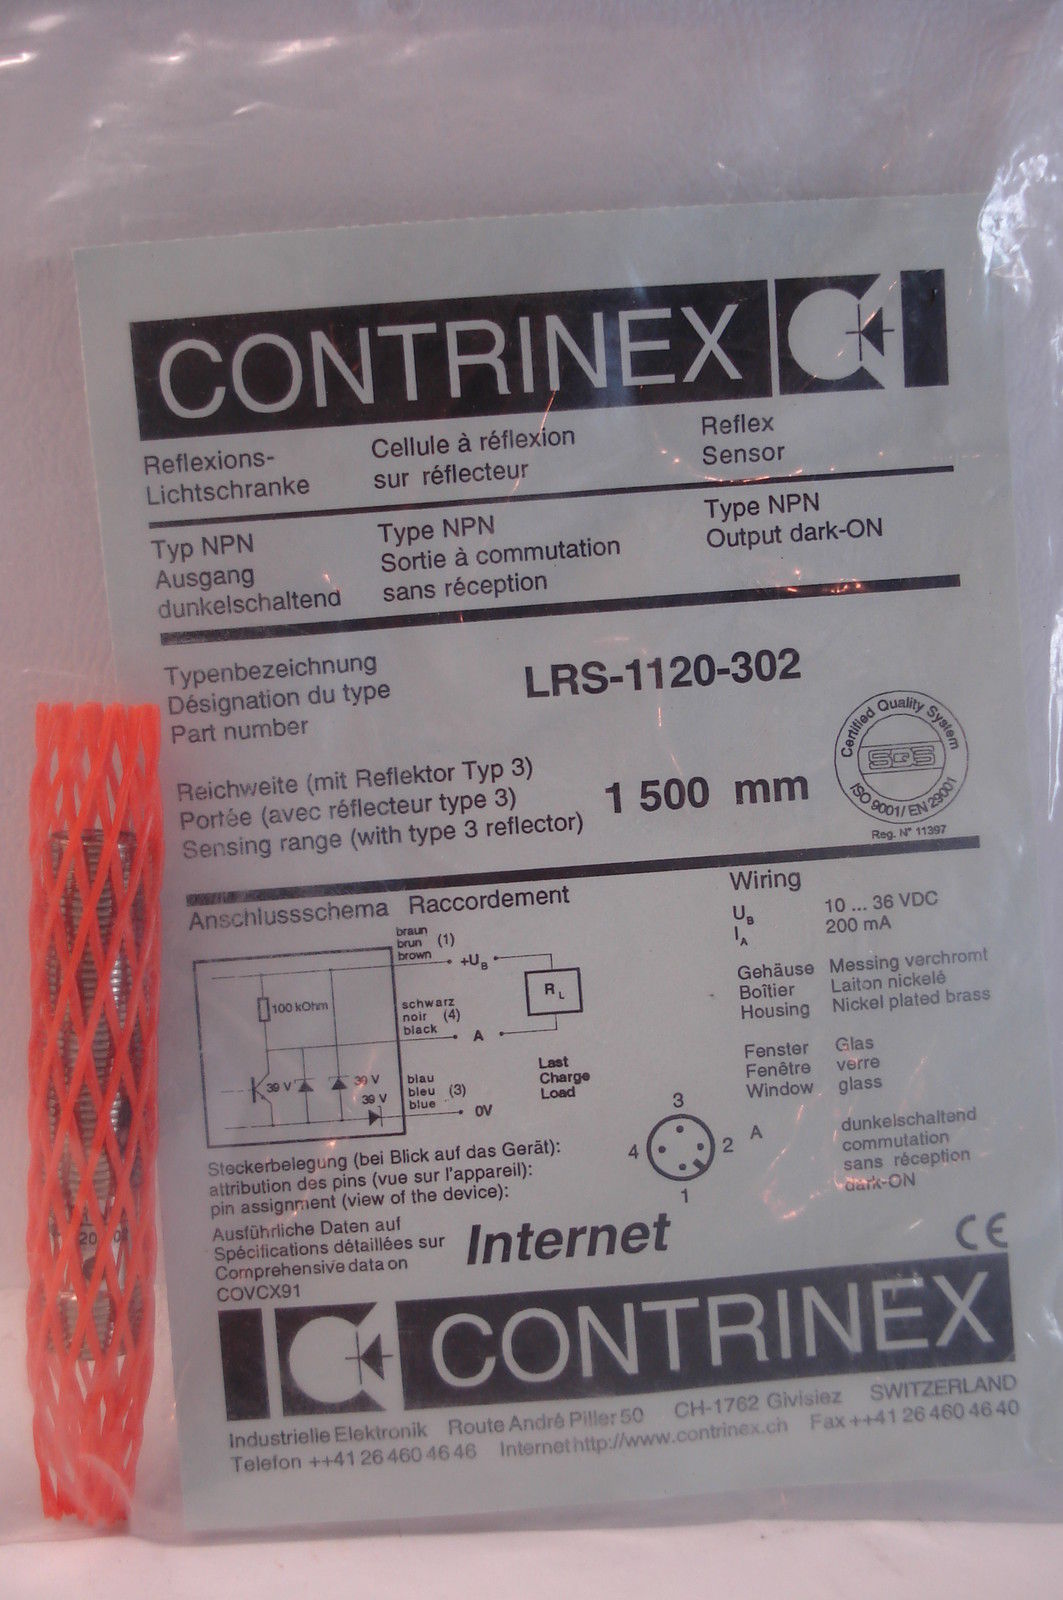 CONTRINEX
Reflexions-
Lichtschranke
Cellule à réflexion
sur réflecteur
Reflex
Sensor
Typ NPN
Ausgang
dunkelschaltend
Type NPN
Sortie à commutation
sans réception
Type NPN
Output dark-ON
Typenbezeichnung
Désignation du type
Part number
LRS-1120-302
Reichweite (mit Reflektor Typ 3)
Portée (avec réflecteur type 3)
Sensing range (with type 3 reflector)
1 500 mm
Certified Quality System
SQS
ISO 9001/EN 29001
Reg. N° 11397
Anschlussschema Raccordement Wiring
braun
brun (1)
brown
+UB
100 kOhm
RL
schwarz
noir (4)
black
A
39 V
39 V
39 V
blau
bleu (3)
blue
0V
Last
Charge
Load
UB 10 ... 36 VDC
IA 200 mA
Gehäuse Messing verchromt
Boîtier Laiton nickelé
Housing Nickel plated brass
Fenster Glas
Fenêtre verre
Window glass
3
4
2
1
A
dunkelschaltend
commutation
sans réception
dark-ON
Steckerbelegung (bei Blick auf das Gerät):
attribution des pins (vue sur l'appareil):
pin assignment (view of the device):
Ausführliche Daten auf
Spécifications détaillées sur
Comprehensive data on
Internet
COVCX91
CE
CONTRINEX
Industrielle Elektronik Route André Piller 50 CH-1762 Givisiez SWITZERLAND
Telefon ++41 26 460 46 46 Internet http://www.contrinex.ch Fax ++41 26 460 46 40